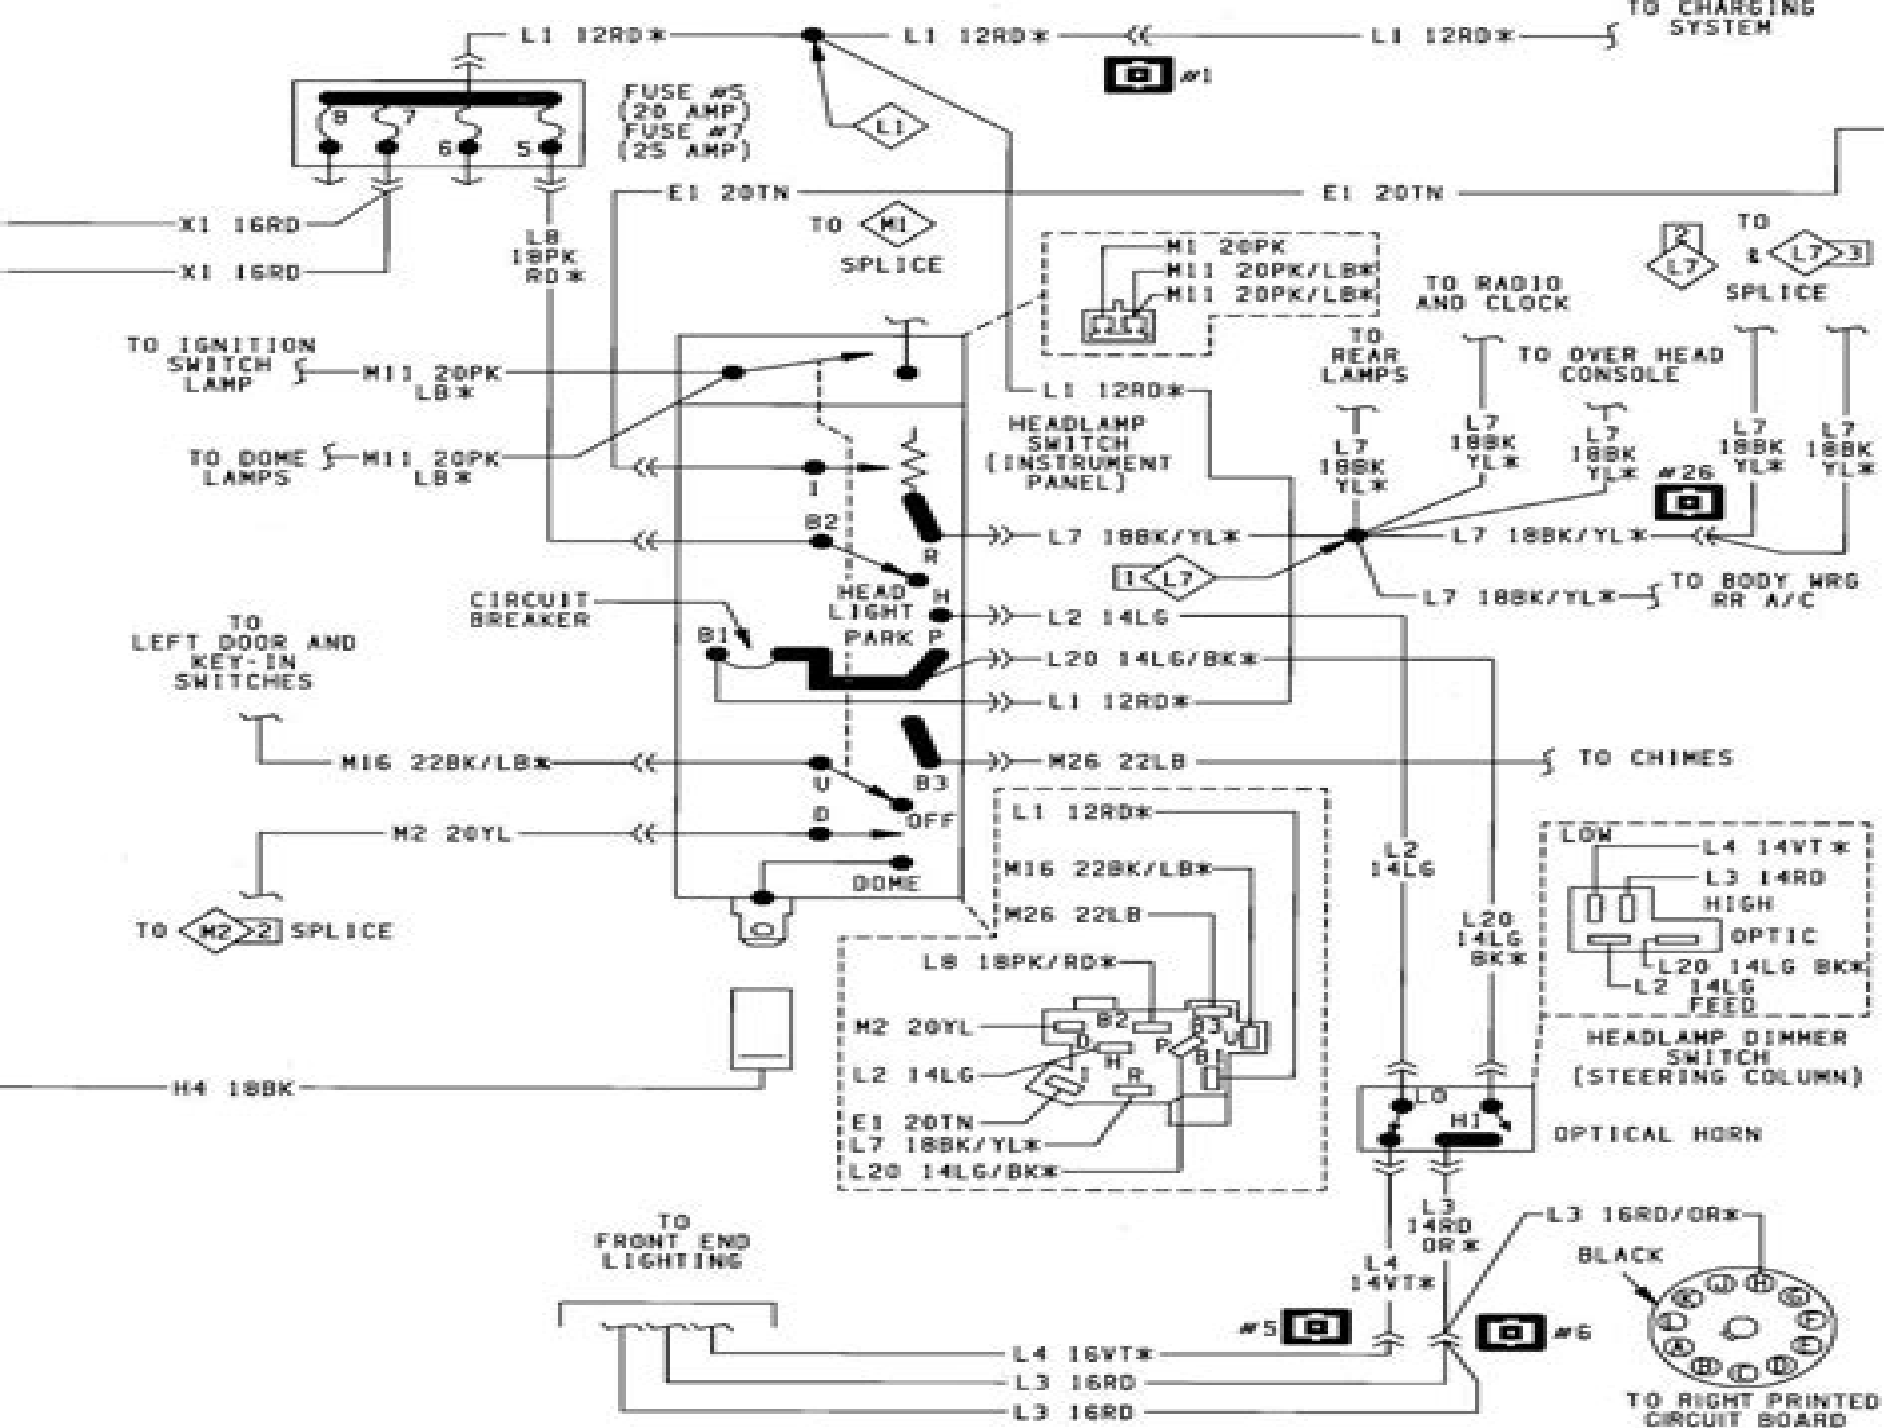 TO CHARGING
SYSTEM
L1 12RD*
L1 12RD*
L1 12RD*
#1
FUSE #5
(20 AMP)
FUSE #7
(25 AMP)
8
7
6
5
L1
E1 20TN
E1 20TN
X1 16RD
X1 16RD
L8
18PK
RD*
TO M1
SPLICE
M1 20PK
M11 20PK/LB*
M11 20PK/LB*
TO
2
L7
&
L7 3
SPLICE
TO RADIO
AND CLOCK
TO
REAR
LAMPS
TO OVER HEAD
CONSOLE
TO IGNITION
SWITCH
LAMP
M11 20PK
LB*
L1 12RD*
HEADLAMP
SWITCH
(INSTRUMENT
PANEL)
TO DOME
LAMPS
M11 20PK
LB*
L7
18BK
YL*
L7
18BK
YL*
L7
18BK
YL*
L7
18BK
YL*
L7
18BK
YL*
#26
I
B2
R
L7 18BK/YL*
L7 18BK/YL*
1 L7
L7 18BK/YL*
TO BODY WRG
RR A/C
CIRCUIT
BREAKER
HEAD
LIGHT
H
L2 14LG
B1
PARK P
L20 14LG/BK*
L1 12RD*
TO
LEFT DOOR AND
KEY-IN
SWITCHES
M16 22BK/LB*
U
B3
M26 22LB
TO CHIMES
D
OFF
M2 20YL
DOME
TO M2 2 SPLICE
L1 12RD*
M16 22BK/LB*
M26 22LB
L8 18PK/RD*
M2 20YL
B2
B3
D
P
U
H
B1
L2 14LG
I
R
E1 20TN
L7 18BK/YL*
L20 14LG/BK*
H4 18BK
L2
14LG
L20
14LG
BK*
LOW
L4 14VT*
L3 14RD
HIGH
OPTIC
L20 14LG BK*
L2 14LG
FEED
HEADLAMP DIMMER
SWITCH
(STEERING COLUMN)
LO
HI
OPTICAL HORN
L3
14RD
OR*
L4
14VT*
L3 16RD/OR*
BLACK
TO
FRONT END
LIGHTING
#5
#6
L4 16VT*
L3 16RD
L3 16RD
J
H
K
G
L
F
A
E
B
C
D
TO RIGHT PRINTED
CIRCUIT BOARD